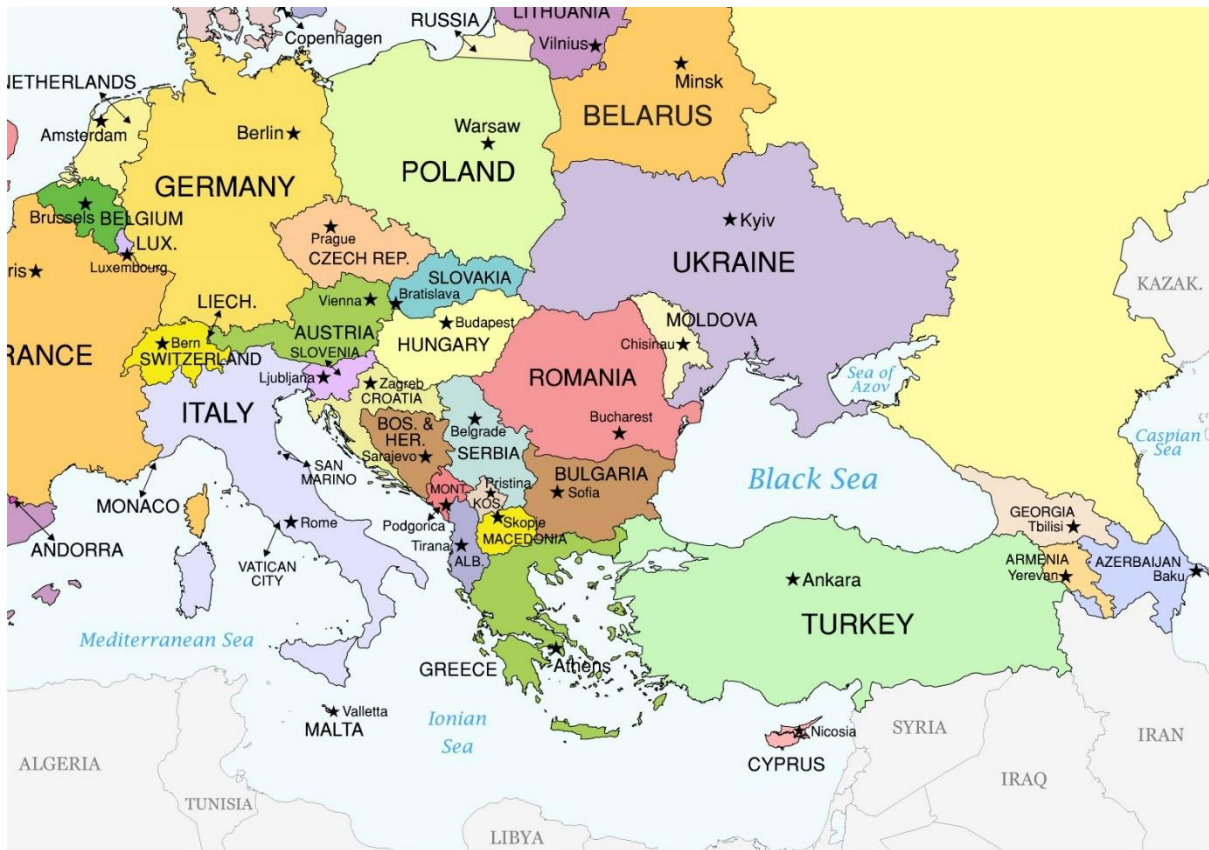 RUSSIA
LITHUANIA
Copenhagen
Vilnius
Minsk
NETHERLANDS
BELARUS
Amsterdam
Berlin
Warsaw
POLAND
GERMANY
Brussels BELGIUM
Kyiv
LUX.
Prague
CZECH REP.
UKRAINE
Luxembourg
ris
SLOVAKIA
KAZAK.
LIECH.
Vienna
Bratislava
MOLDOVA
AUSTRIA
Budapest
HUNGARY
Chisinau
Bern
SWITZERLAND
RANCE
SLOVENIA
Ljubljana
Zagreb
CROATIA
ROMANIA
Sea of
Azov
ITALY
BOS. &
HER.
Belgrade
Bucharest
SERBIA
Sarajevo
Caspian
Sea
SAN
MARINO
BULGARIA
Black Sea
MONACO
MONT.
Pristina
KOS.
Sofia
ANDORRA
Rome
Podgorica
Skopje
MACEDONIA
GEORGIA
Tbilisi
VATICAN
CITY
Tirana
ALB.
ARMENIA
Yerevan
AZERBAIJAN
Baku
Ankara
TURKEY
Mediterranean Sea
GREECE
Athens
Valletta
MALTA
Ionian
Sea
Nicosia
CYPRUS
SYRIA
IRAN
IRAQ
ALGERIA
TUNISIA
LIBYA